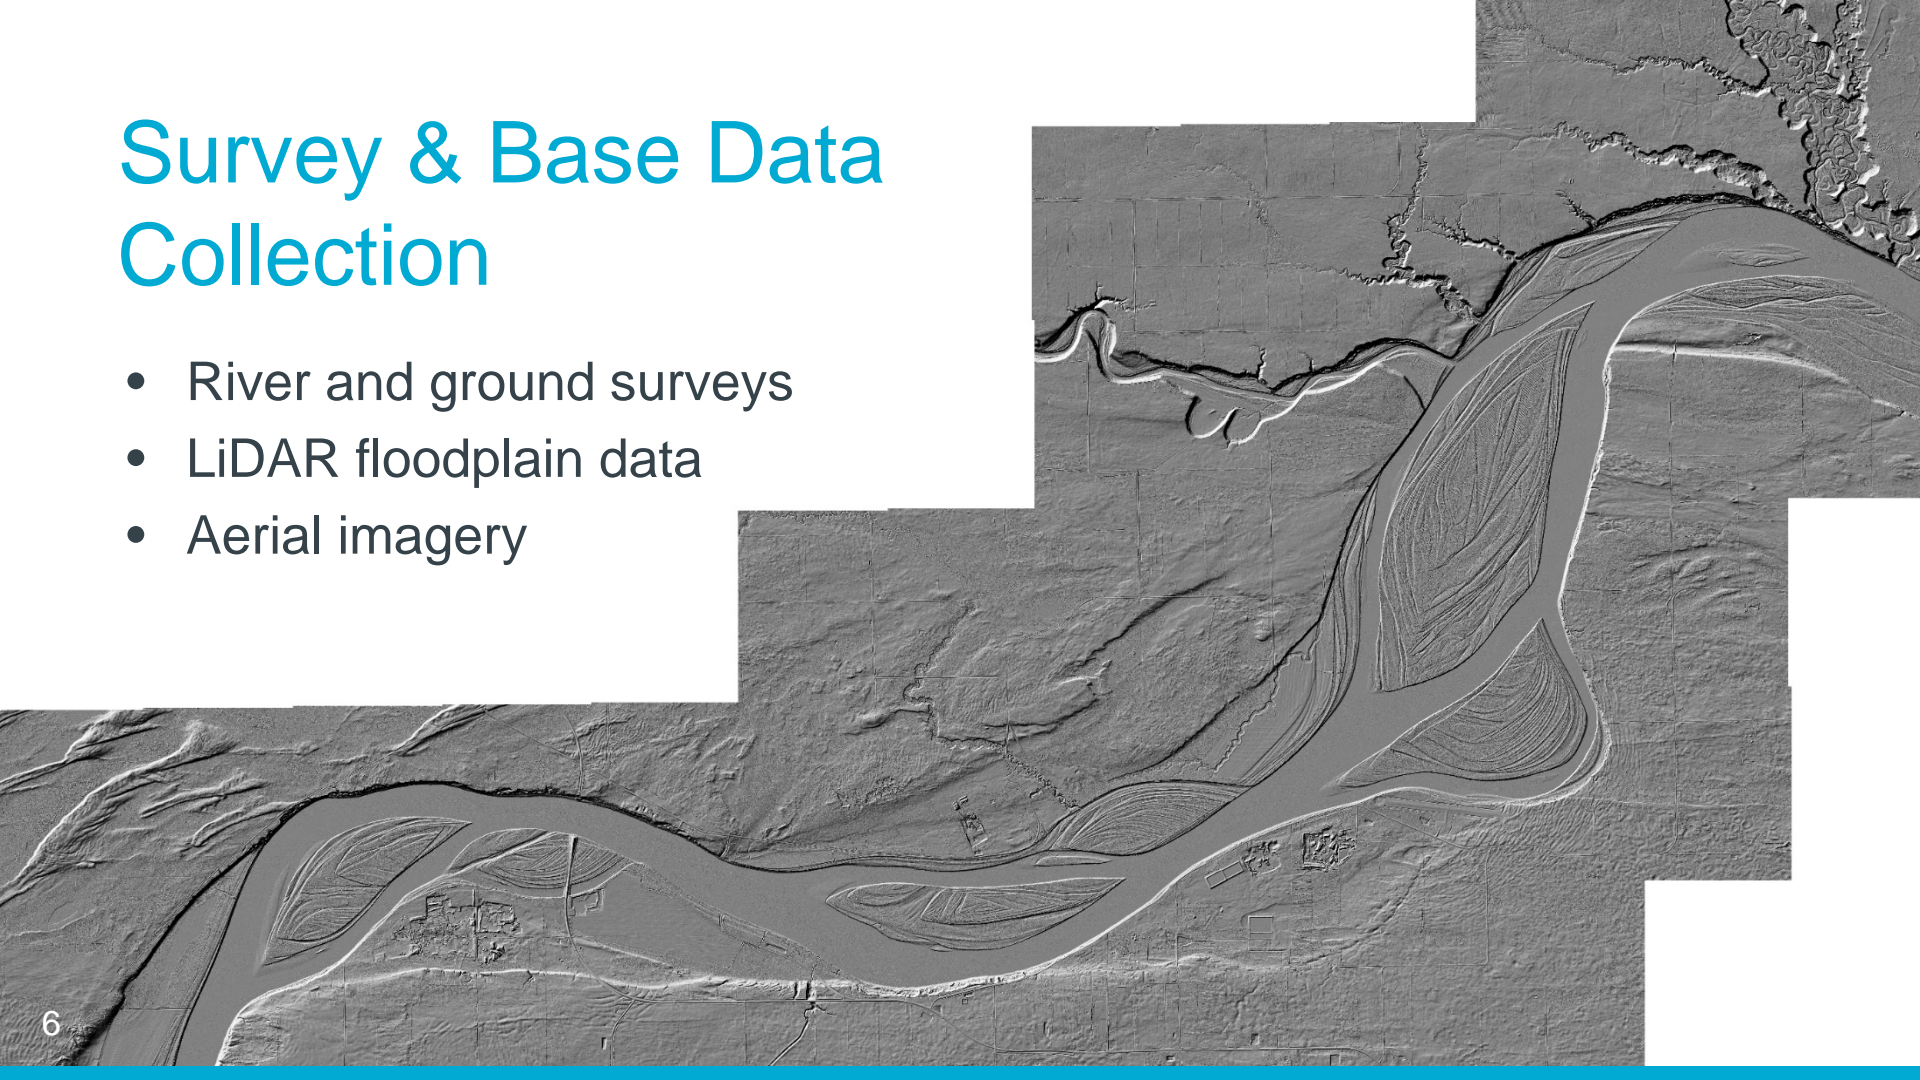 Survey & Base Data
Collection
• River and ground surveys
• LiDAR floodplain data
• Aerial imagery
6